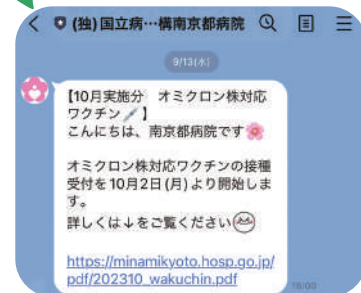 (独)国立病…構南京都病院
9/13(水)
【10月実施分 オミクロン株対応
ワクチン💉】
こんにちは、南京都病院です🌸
オミクロン株対応ワクチンの接種
受付を10月2日(月)より開始しま
す。
詳しくは↓をご覧ください
https://minamikyoto.hosp.go.jp/
pdf/202310_wakuchin.pdf
16:00